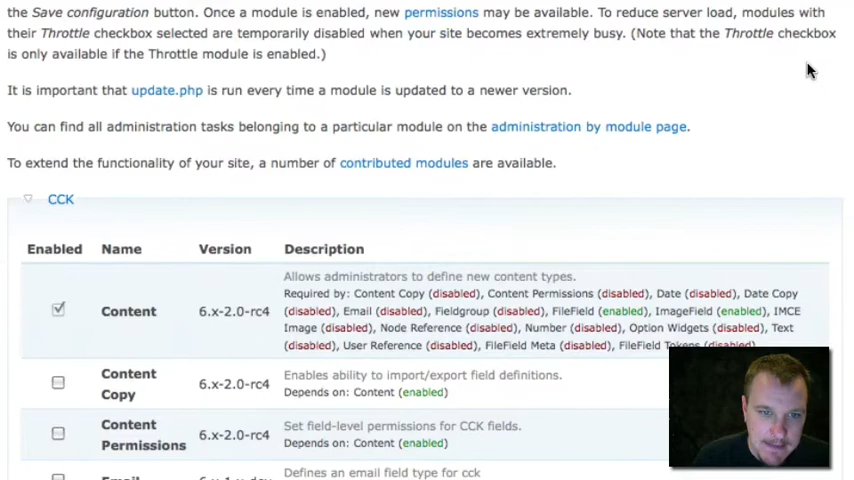 the Save configuration button. Once a module is enabled, new permissions may be available. To reduce server load, modules with
their Throttle checkbox selected are temporarily disabled when your site becomes extremely busy. (Note that the Throttle checkbox
is only available if the Throttle module is enabled.)
It is important that update.php is run every time a module is updated to a newer version.
You can find all administration tasks belonging to a particular module on the administration by module page.
To extend the functionality of your site, a number of contributed modules are available.
CCK
Enabled Name Version Description
Allows administrators to define new content types.
Required by: Content Copy (disabled), Content Permissions (disabled), Date (disabled), Date Copy
Content 6.x-2.0-rc4 (disabled), Email (disabled), Fieldgroup (disabled), FileField (enabled), ImageField (enabled), IMCE
Image (disabled), Node Reference (disabled), Number (disabled), Option Widgets (disabled), Text
(disabled), User Reference (disabled), FileField Meta (disabled), FileField Tokens (disabled)
Content Copy 6.x-2.0-rc4 Enables ability to import/export field definitions.
Depends on: Content (enabled)
Content Permissions 6.x-2.0-rc4 Set field-level permissions for CCK fields.
Depends on: Content (enabled)
Email 6.x-1.x-dev Defines an email field type for cck